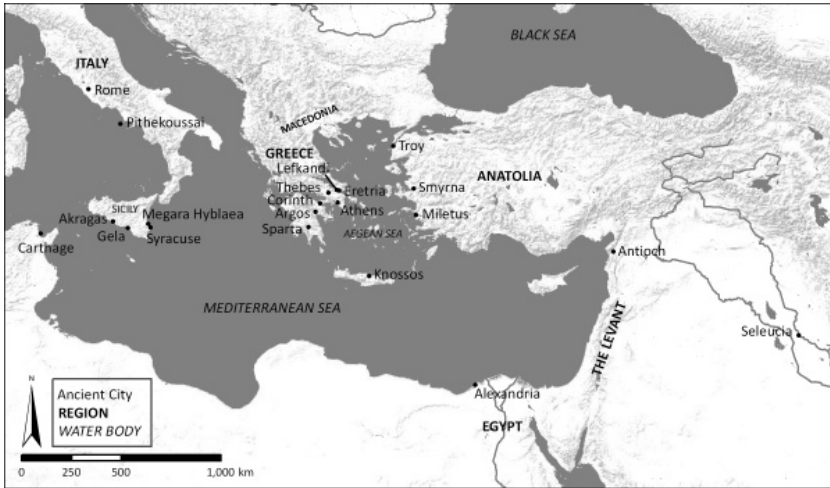 BLACK SEA
ITALY
Rome
Pithekoussai
MACEDONIA
Troy
GREECE
ANATOLIA
Lefkand
Thebes
Eretria
Smyrna
Corinth
Athens
Argos
Miletus
Sparta
AEGEAN SEA
SICILY
Megara Hyblaea
Akragas
Gela
Syracuse
Carthage
Knossos
Antioch
MEDITERRANEAN SEA
THE LEVANT
Seleucia
Alexandria
EGYPT
N
Ancient City
REGION
WATER BODY
0 250 500 1,000 km